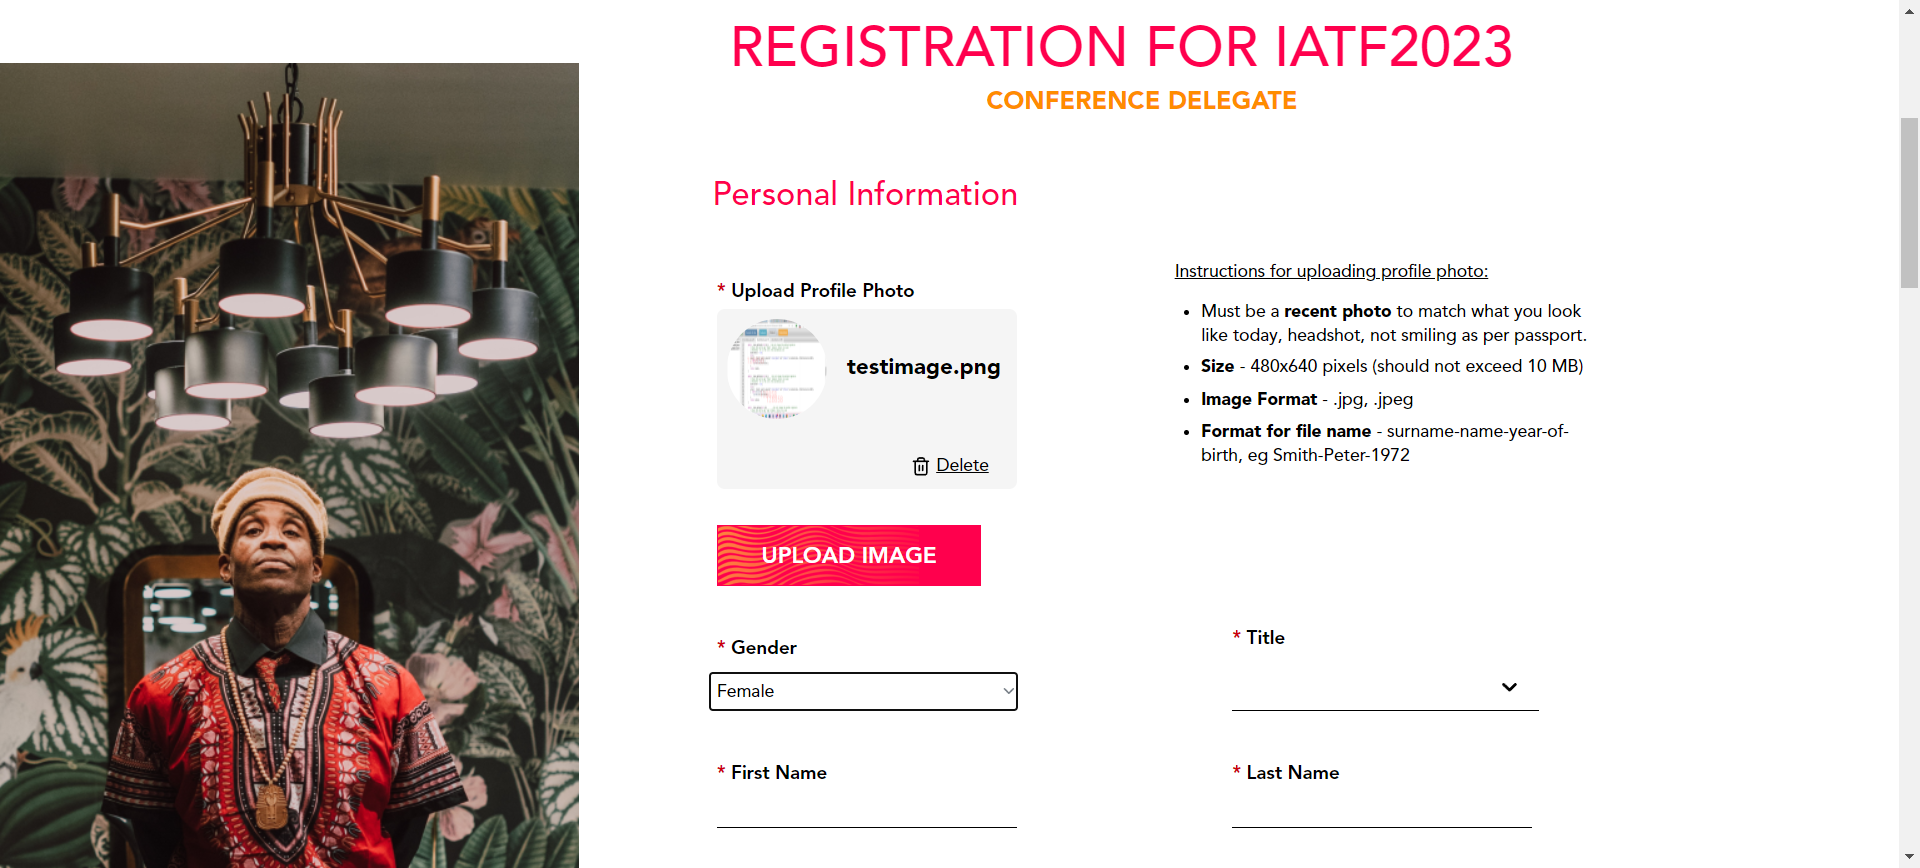 REGISTRATION FOR IATF2023
CONFERENCE DELEGATE
Personal Information
* Upload Profile Photo
testimage.png
Delete
UPLOAD IMAGE
Instructions for uploading profile photo:
• Must be a recent photo to match what you look
like today, headshot, not smiling as per passport.
• Size - 480x640 pixels (should not exceed 10 MB)
• Image Format - .jpg, .jpeg
• Format for file name - surname-name-year-of-
birth, eg Smith-Peter-1972
* Gender
Female
* Title
* First Name
* Last Name